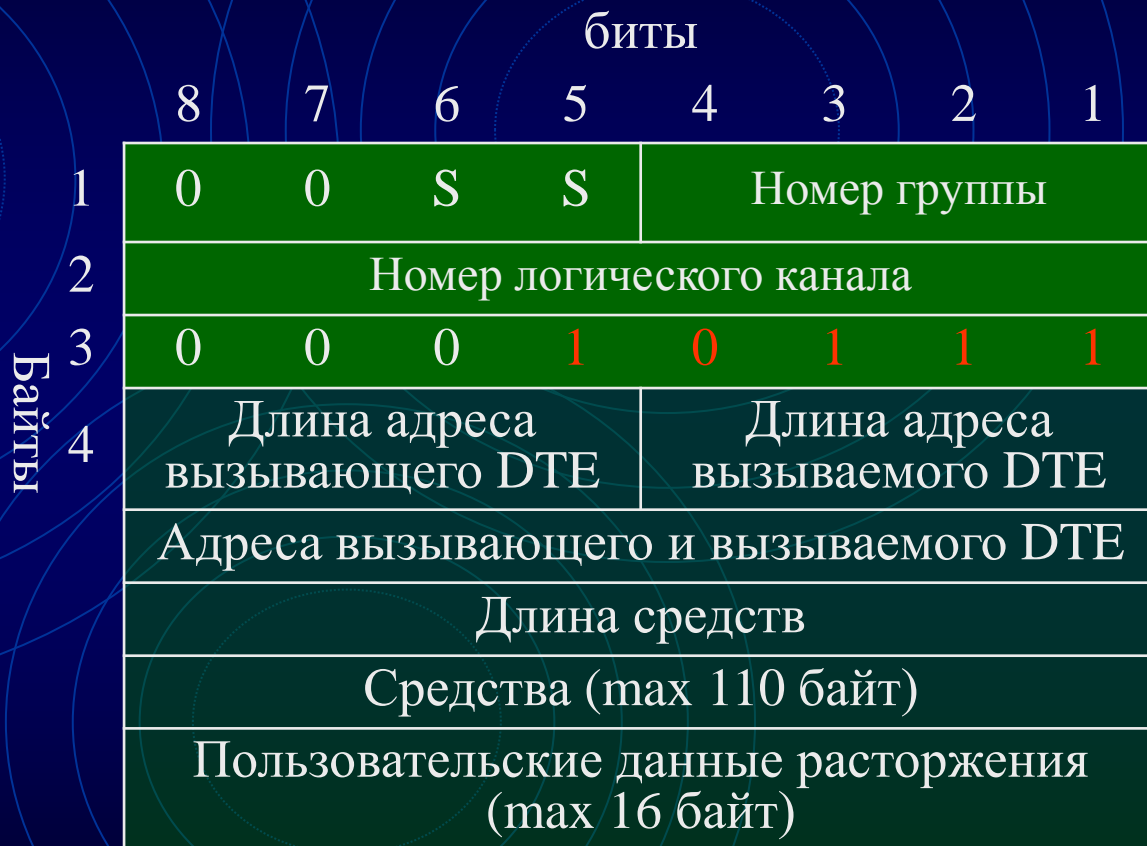 биты
8 7 6 5 4 3 2 1
1 0 0 S S Номер группы
2 Номер логического канала
3 0 0 0 1 0 1 1 1
Байты
4
Длина адреса
вызывающего DTE
Длина адреса
вызываемого DTE
Адреса вызывающего и вызываемого DTE
Длина средств
Средства (max 110 байт)
Пользовательские данные расторжения
(max 16 байт)